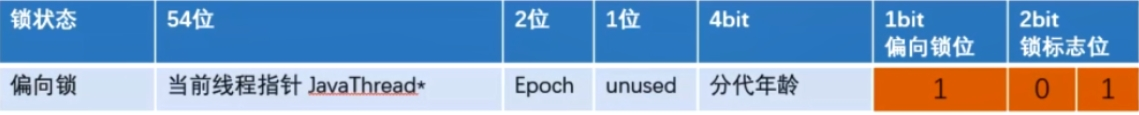 锁状态 54位 2位 1位 4bit 1bit 2bit
偏向锁位 锁标志位
偏向锁 当前线程指针 JavaThread* Epoch unused 分代年龄 1 0 1